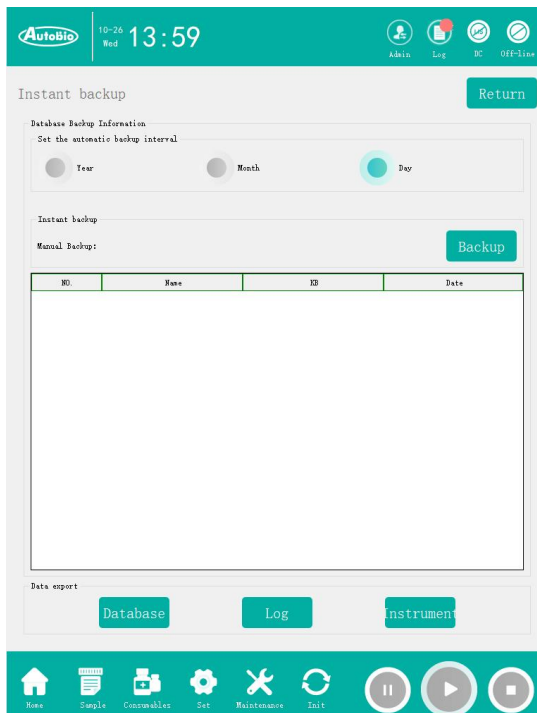 AutoBio
10-26
Wed
13:59
Admin
Log
DC
Off-line
Instant backup
Return
Database Backup Information
Set the automatic backup interval
Year
Month
Day
Instant backup
Manual Backup:
Backup
NO.
Name
KB
Date
Data export
Database
Log
Instrument
Home
Sample
Consumables
Set
Maintenance
Init